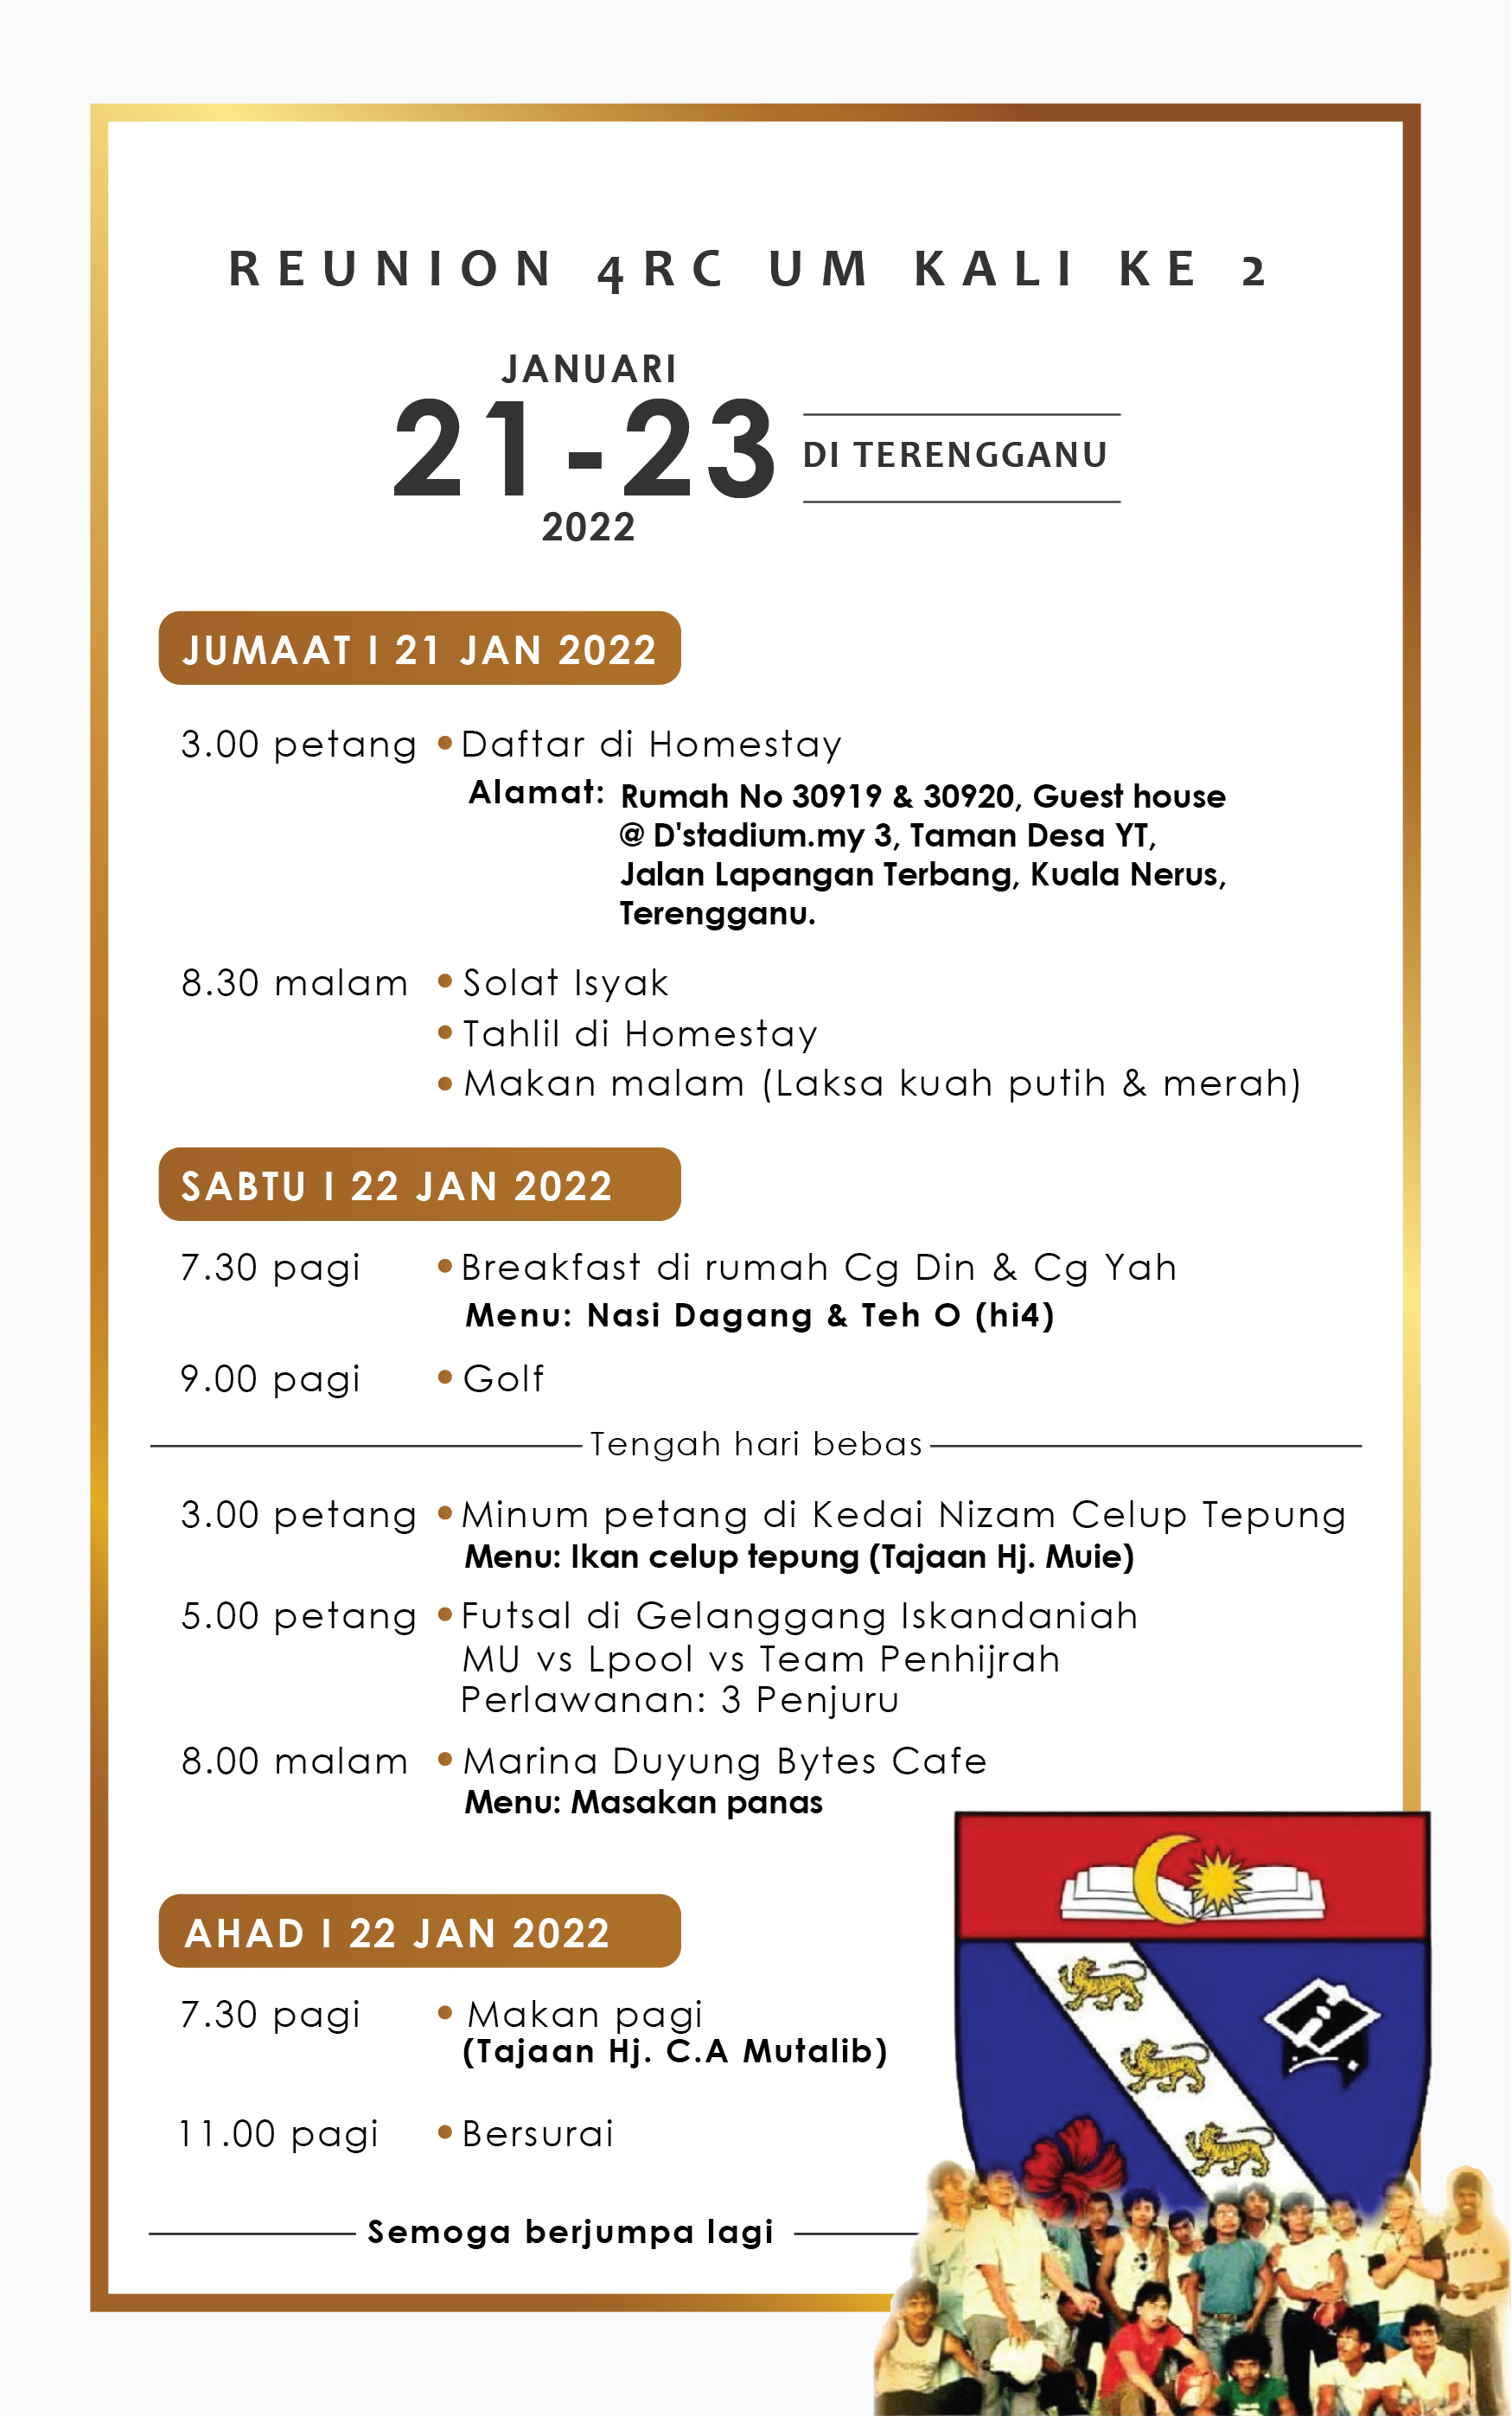 REUNION 4RC UM KALI KE 2
JANUARI
21-23
2022
DI TERENGGANU
JUMAAT I 21 JAN 2022
3.00 petang • Daftar di Homestay
Alamat: Rumah No 30919 & 30920, Guest house
@ D'stadium.my 3, Taman Desa YT,
Jalan Lapangan Terbang, Kuala Nerus,
Terengganu.
8.30 malam • Solat Isyak
• Tahlil di Homestay
• Makan malam (Laksa kuah putih & merah)
SABTU I 22 JAN 2022
7.30 pagi • Breakfast di rumah Cg Din & Cg Yah
Menu: Nasi Dagang & Teh O (hi4)
9.00 pagi • Golf
Tengah hari bebas
3.00 petang • Minum petang di Kedai Nizam Celup Tepung
Menu: Ikan celup tepung (Tajaan Hj. Muie)
5.00 petang • Futsal di Gelanggang Iskandaniah
MU vs Lpool vs Team Penhijrah
Perlawanan: 3 Penjuru
8.00 malam • Marina Duyung Bytes Cafe
Menu: Masakan panas
AHAD I 22 JAN 2022
7.30 pagi • Makan pagi
(Tajaan Hj. C.A Mutalib)
11.00 pagi • Bersurai
Semoga berjumpa lagi